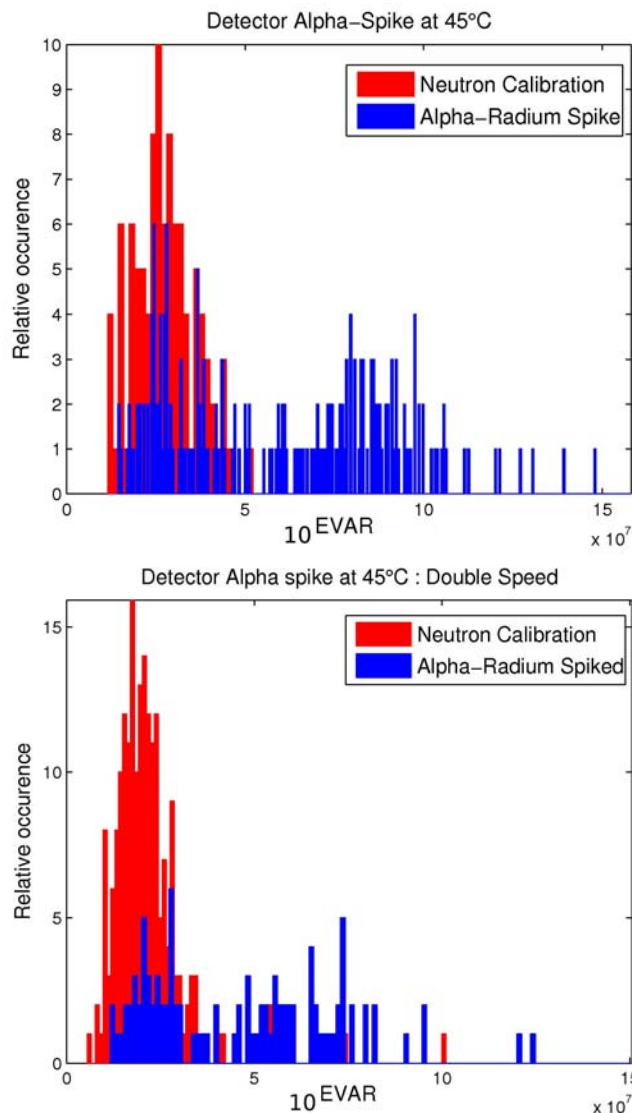 Detector Alpha−Spike at 45°C
10
9
8
7
6
5
4
3
2
1
0
Relative occurence
Neutron Calibration
Alpha−Radium Spike
0
5
10
15
10^EVAR
x 10^7
Detector Alpha spike at 45°C : Double Speed
15
10
5
0
Relative occurence
Neutron Calibration
Alpha−Radium Spiked
0
5
10
15
10^EVAR
x 10^7